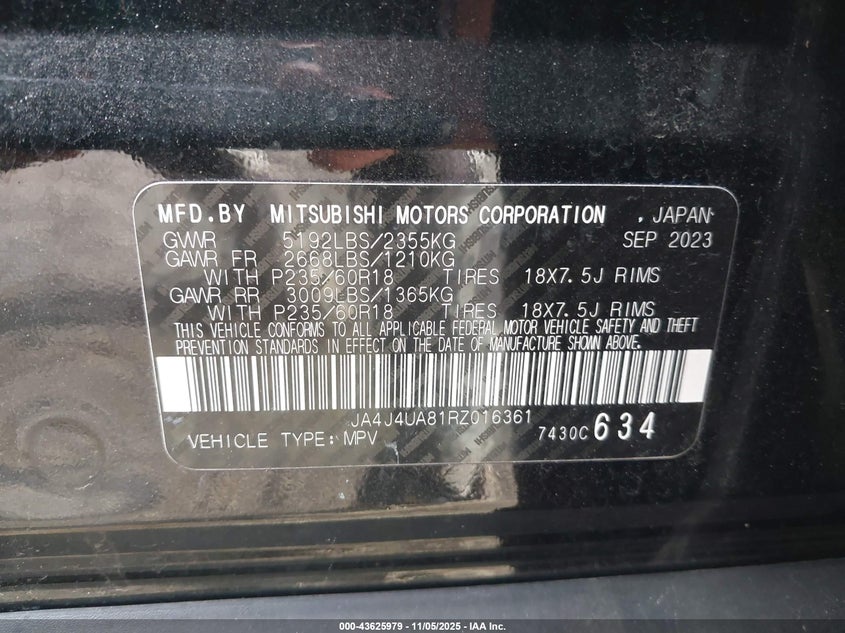 MFD.BY MITSUBISHI MOTORS CORPORATION , JAPAN
GVWR 5192LBS/2355KG SEP 2023
GAWR FR 2668LBS/1210KG
WITH P235/60R18 TIRES 18X7.5J RIMS
GAWR RR 3009LBS/1365KG
WITH P235/60R18 TIRES 18X7.5J RIMS
THIS VEHICLE CONFORMS TO ALL APPLICABLE FEDERAL MOTOR VEHICLE SAFETY AND THEFT
PREVENTION STANDARDS IN EFFECT ON THE DATE OF MANUFACTURE SHOWN ABOVE.
JA4J4UA81RZ016361
VEHICLE TYPE:MPV 7430C634
000-43625979 - 11/05/2025 - IAA Inc.